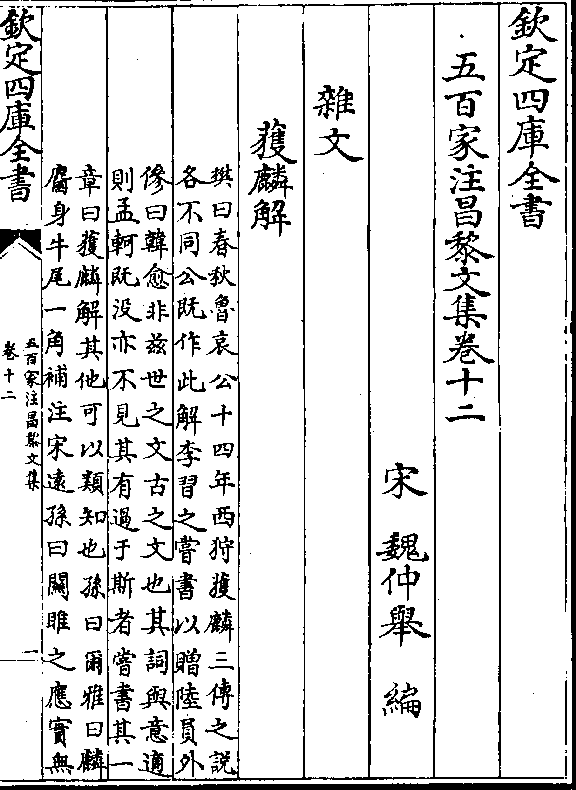 欽定四庫全書
五百家注昌黎文集卷十二
宋 魏仲舉 編
雜文
獲麟解
樊曰春秋魯哀公十四年西狩獲麟三傳之説
各不同公既作此解李習之嘗書以贈陸員外
傪曰韓愈非兹世之文古之文也其詞與意適
則孟軻既没亦不見其有過于斯者嘗書其一
章曰獲麟解其他可以類知也孫曰爾雅曰麟
麕身牛尾一角補注宋遠孫曰關雎之應實無
欽定四庫全書
五百家注昌黎文集
卷十二
一